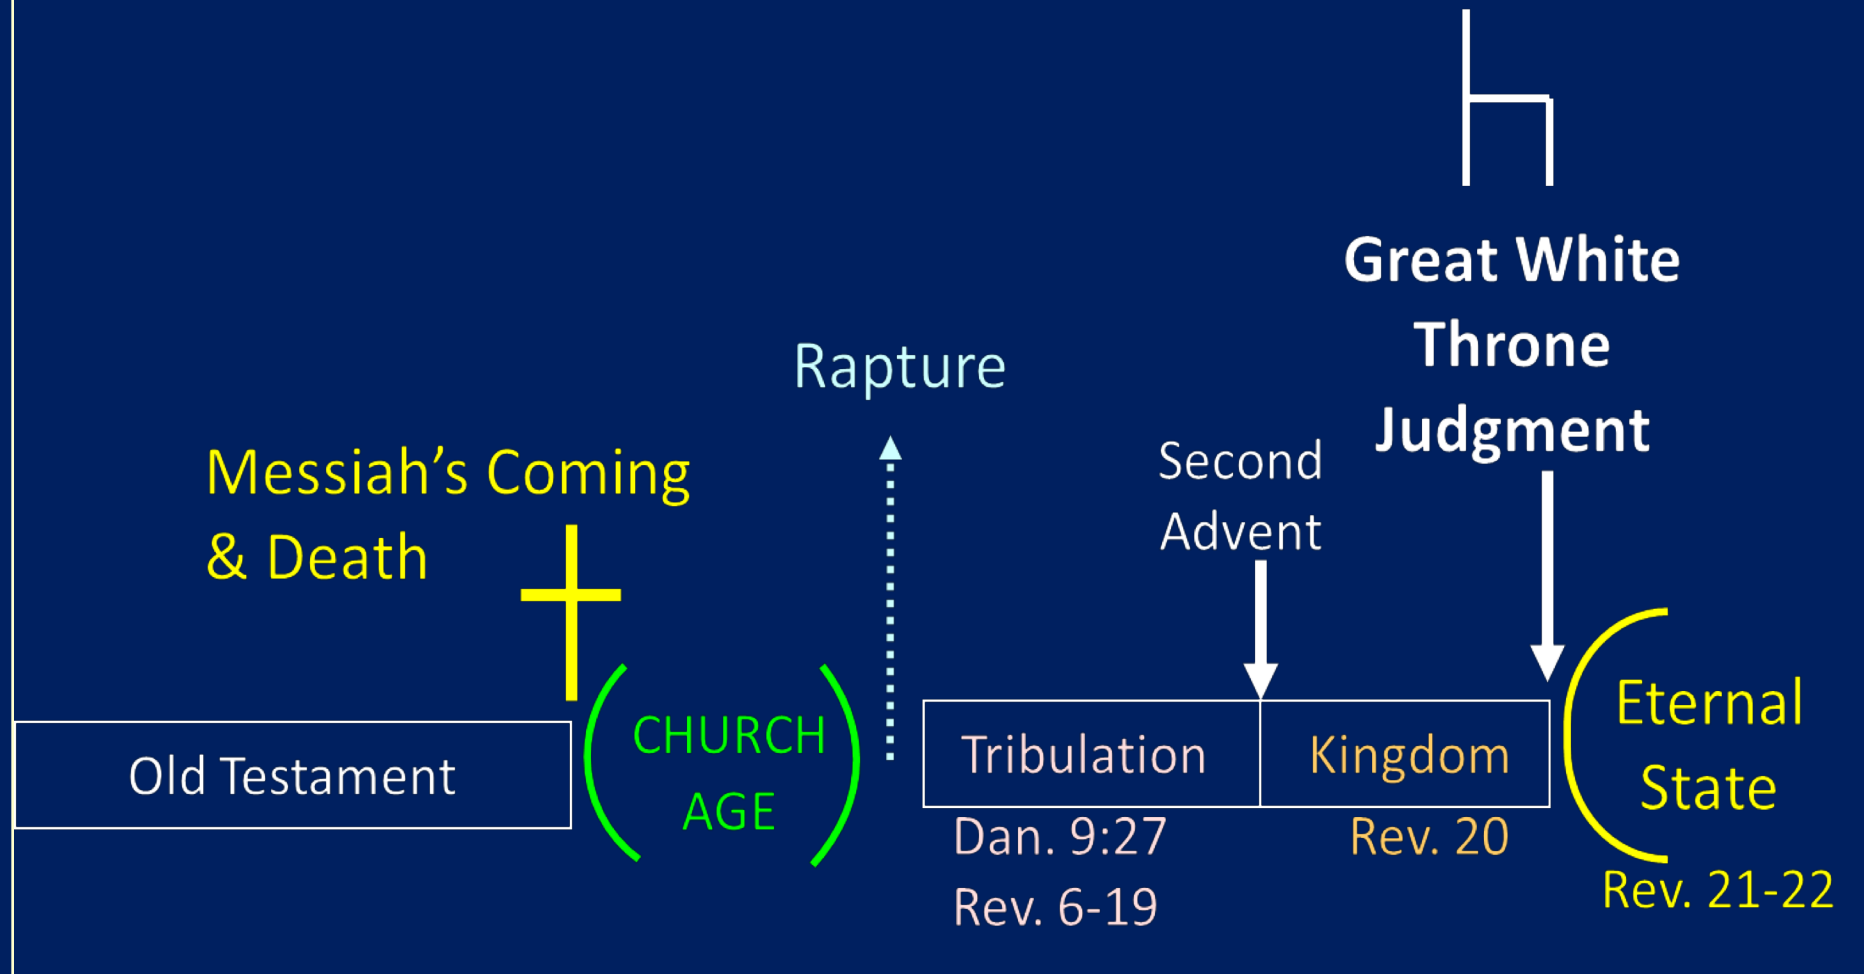 Great White
Throne
Judgment
Rapture
Second
Advent
Messiah’s Coming
& Death
Old Testament
CHURCH
AGE
Tribulation
Kingdom
Eternal
State
Dan. 9:27
Rev. 6-19
Rev. 20
Rev. 21-22